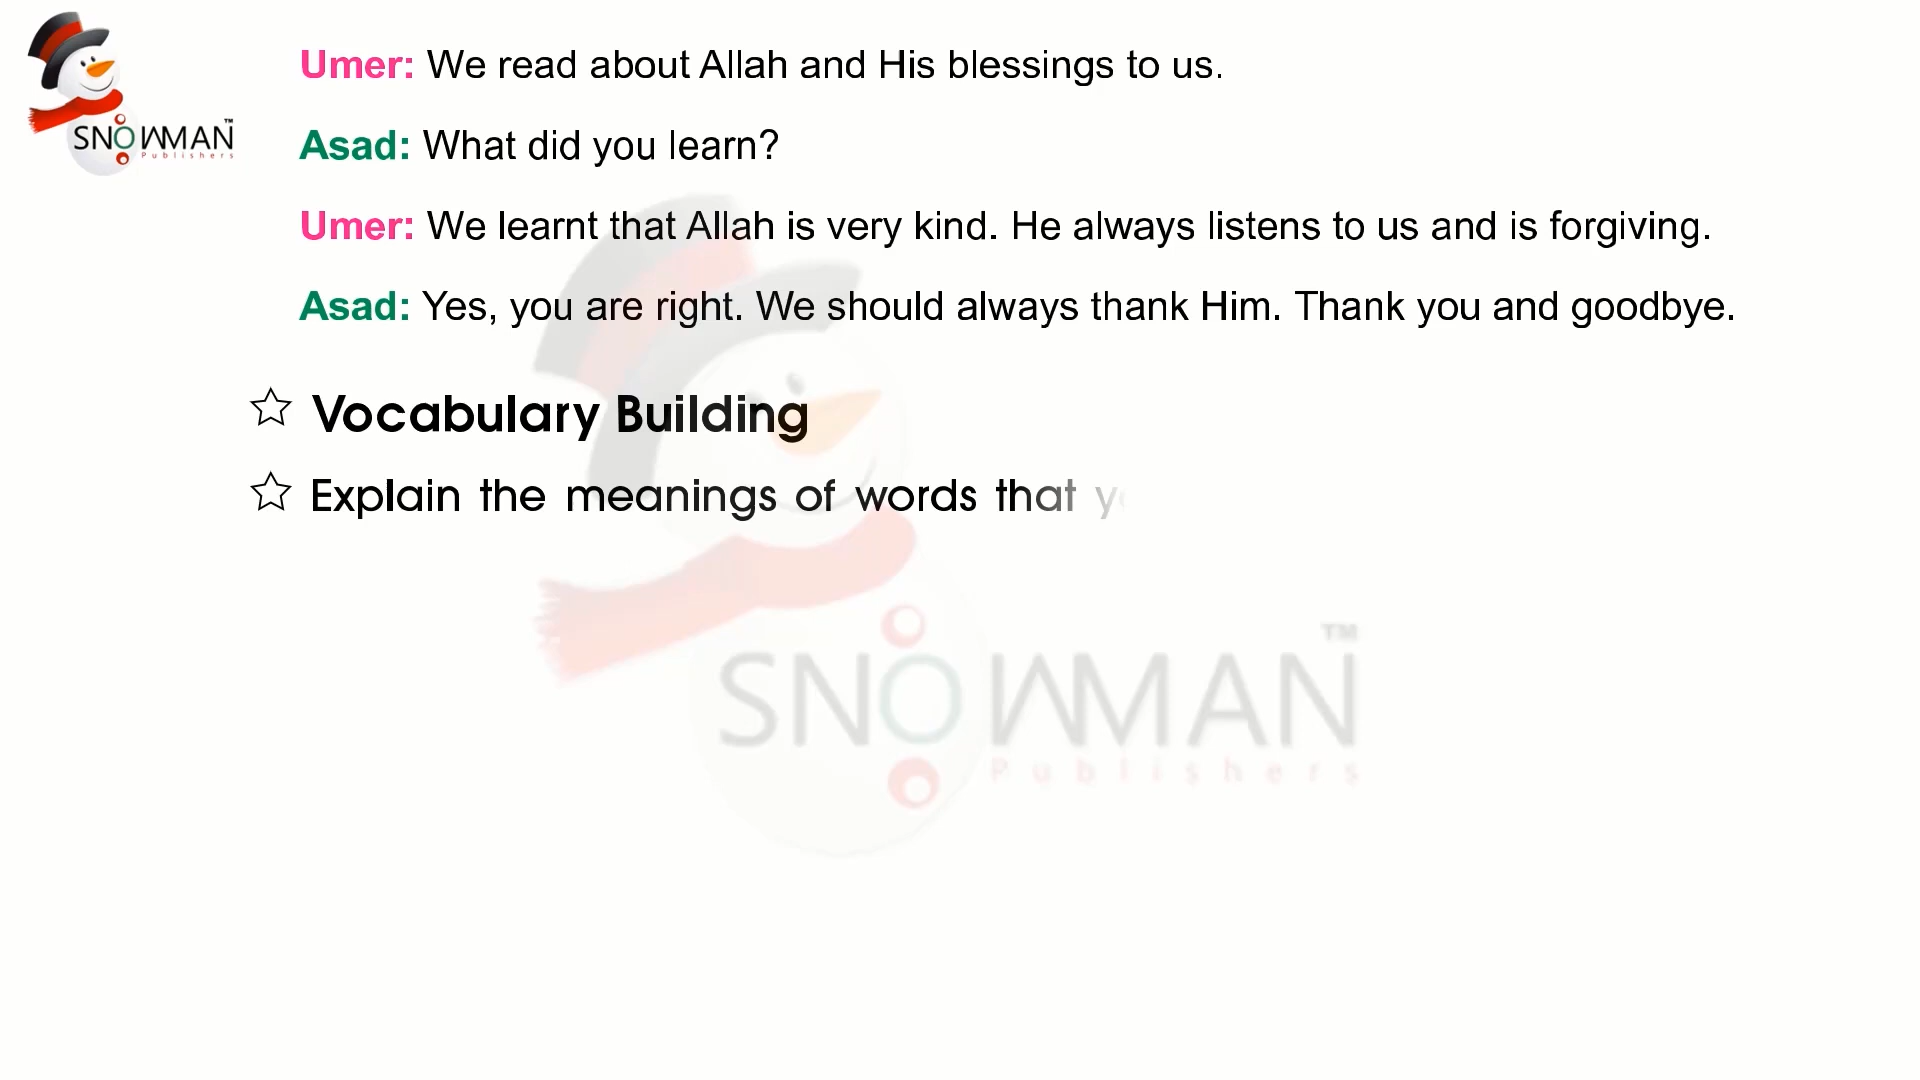 SNOWMAN™
Publishers
Umer: We read about Allah and His blessings to us.
Asad: What did you learn?
Umer: We learnt that Allah is very kind. He always listens to us and is forgiving.
Asad: Yes, you are right. We should always thank Him. Thank you and goodbye.
Vocabulary Building
Explain the meanings of words that
SNOWMAN™
Publishers